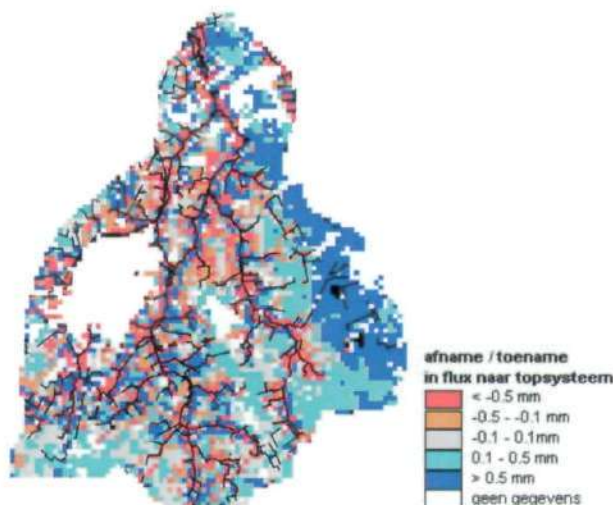 afname / toename
in flux naar topsysteem
< -0.5 mm
-0.5 - -0.1 mm
-0.1 - 0.1mm
0.1 - 0.5 mm
> 0.5 mm
geen gegevens